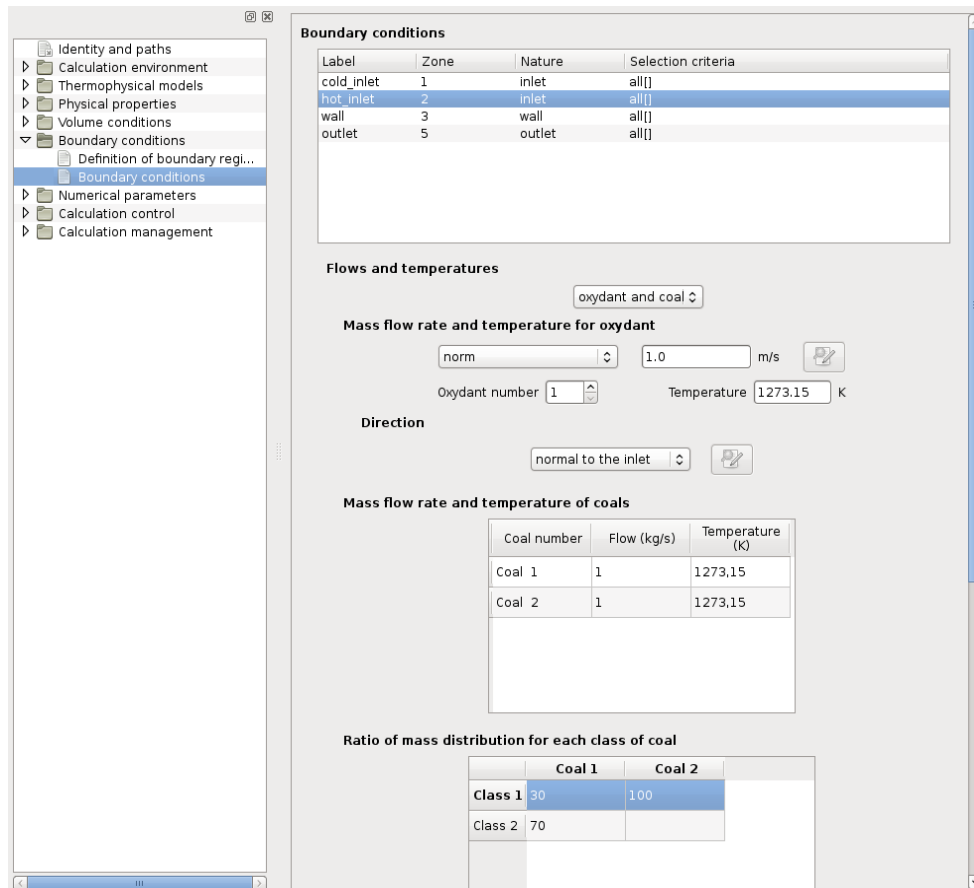 Identity and paths
Calculation environment
Thermophysical models
Physical properties
Volume conditions
Boundary conditions
Definition of boundary regi...
Boundary conditions
Numerical parameters
Calculation control
Calculation management
Boundary conditions
Label Zone Nature Selection criteria
cold_inlet 1 inlet all[]
hot_inlet 2 inlet all[]
wall 3 wall all[]
outlet 5 outlet all[]
Flows and temperatures
oxydant and coal
Mass flow rate and temperature for oxydant
norm 1.0 m/s
Oxydant number 1 Temperature 1273.15 K
Direction
normal to the inlet
Mass flow rate and temperature of coals
Coal number Flow (kg/s) Temperature
(K)
Coal 1 1 1273,15
Coal 2 1 1273,15
Ratio of mass distribution for each class of coal
Coal 1 Coal 2
Class 1 30 100
Class 2 70